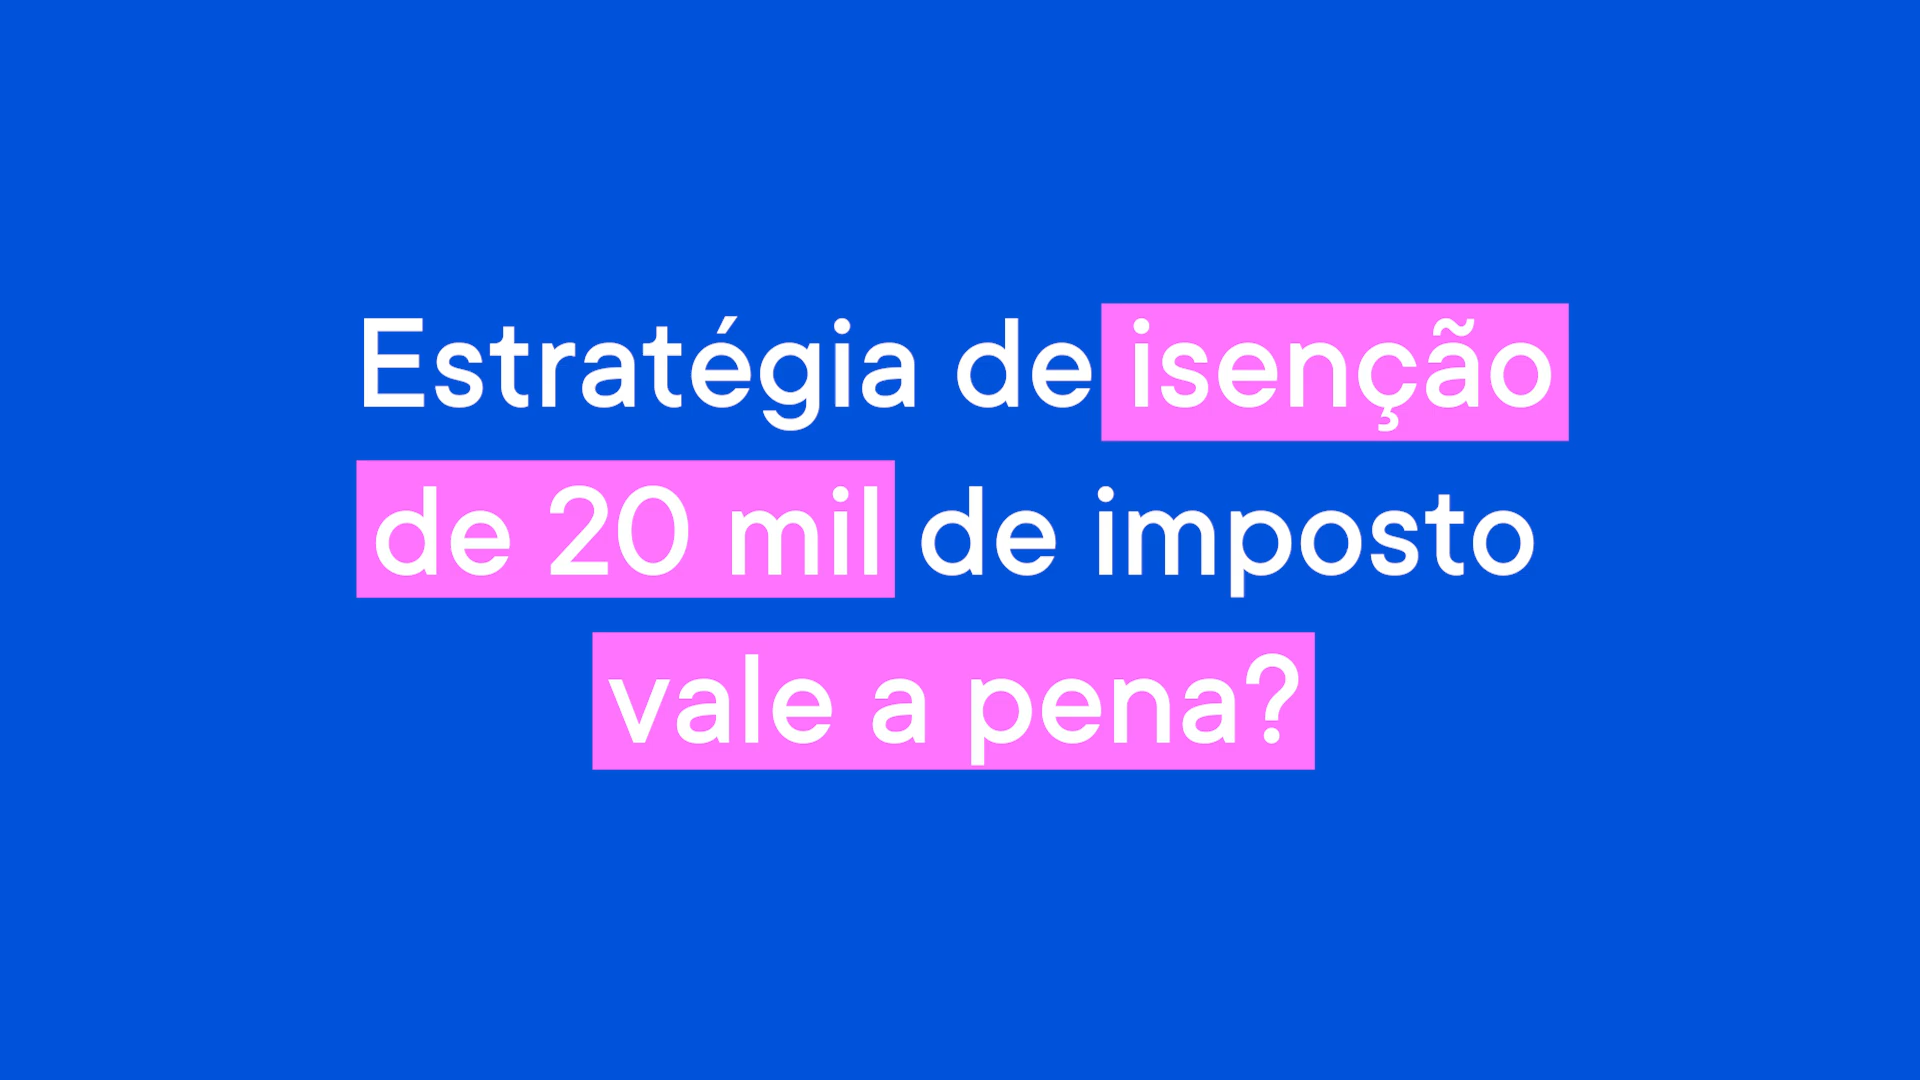 Estratégia de isenção
de 20 mil de imposto
vale a pena?